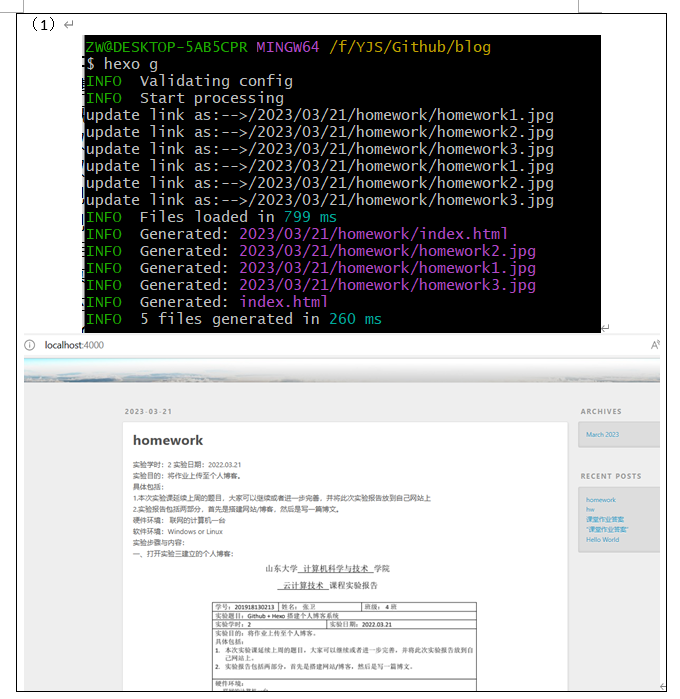 （1）
ZW@DESKTOP-5AB5CPR MINGW64 /f/YJS/Github/blog
$ hexo g
INFO  Validating config
INFO  Start processing
update link as:-->/2023/03/21/homework/homework1.jpg
update link as:-->/2023/03/21/homework/homework2.jpg
update link as:-->/2023/03/21/homework/homework3.jpg
update link as:-->/2023/03/21/homework/homework1.jpg
update link as:-->/2023/03/21/homework/homework2.jpg
update link as:-->/2023/03/21/homework/homework3.jpg
INFO  Files loaded in 799 ms
INFO  Generated: 2023/03/21/homework/index.html
INFO  Generated: 2023/03/21/homework/homework2.jpg
INFO  Generated: 2023/03/21/homework/homework1.jpg
INFO  Generated: 2023/03/21/homework/homework3.jpg
INFO  Generated: index.html
INFO  5 files generated in 260 ms
localhost:4000
2023-03-21
homework
实验学时：2 实验日期：2022.03.21
实验目的：将作业上传至个人博客。
具体包括：
1.本次实验课延续上周的题目，大家可以继续或者进一步完善，并将此次实验报告放到自己网站上
2.实验报告包括两部分，首先是搭建网站/博客，然后是写一篇博文。
硬件环境： 联网的计算机一台
软件环境：Windows or Linux
实验步骤与内容：
一、打开实验三建立的个人博客：
山东大学 计算机科学与技术 学院
云计算技术 课程实验报告
学号：201918130213 姓名：张卫 班级：4 班
实验题目：Github + Hexo 搭建个人博客系统
实验学时：2 实验日期：2022.03.21
实验目的：将作业上传至个人博客。
具体包括：
1. 本次实验课延续上周的题目，大家可以继续或者进一步完善，并将此次实验报告放到自
己网站上。
2. 实验报告包括两部分，首先是搭建网站/博客，然后是写一篇博文。
硬件环境：
ARCHIVES
March 2023
RECENT POSTS
homework
hw
课堂作业答案
"课堂作业答案"
Hello World